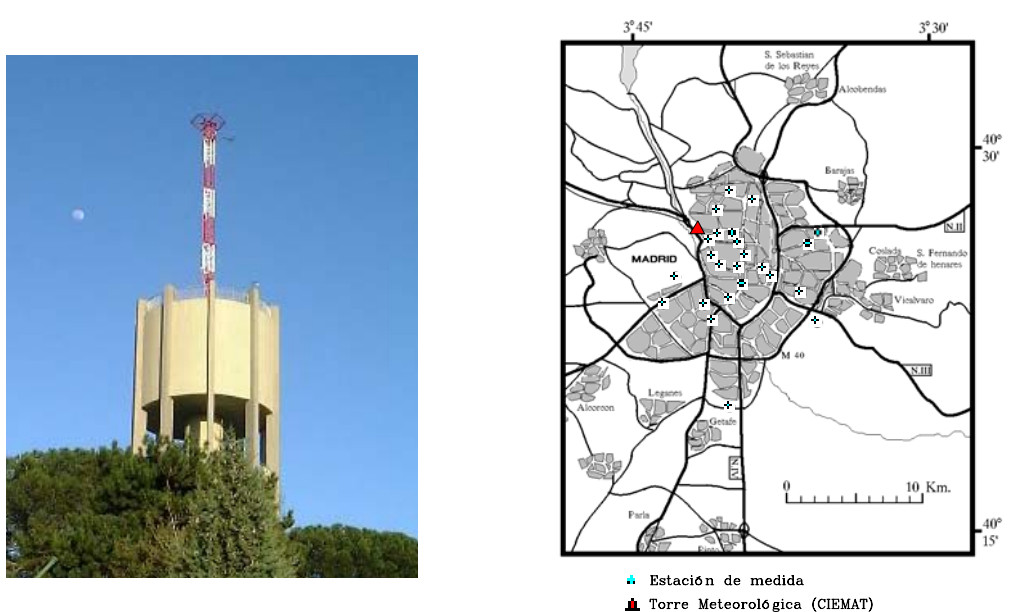 3° 45'
3° 30'
S. Sebastian
de los Reyes
Alcobendas
40°
30'
Barajas
N.II
MADRID
Coslada
S. Fernando
de henares
Vicalvaro
M 40
N.III
Leganes
Alcorcon
Getafe
N.IV
0 10 Km.
Parla
Pinto
40°
15'
Estación de medida
Torre Meteorológica (CIEMAT)